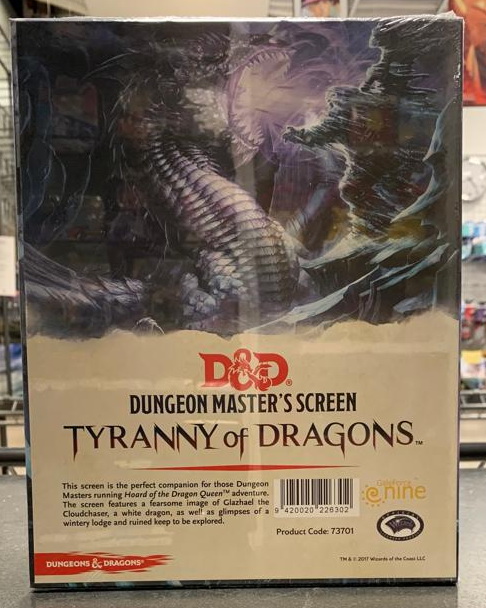 D&D®
DUNGEON MASTER'S SCREEN
TYRANNY of DRAGONS™
This screen is the perfect companion for those Dungeon
Masters running Hoard of the Dragon Queen™ adventure.
The screen features a fearsome image of Glazhael the
Cloudchaser, a white dragon, as well as glimpses of a
wintery lodge and ruined keep to be explored.
9 420020 226302
Product Code: 73701
Galeforce
nine
DUNGEONS & DRAGONS®
TM & © 2017 Wizards of the Coast LLC